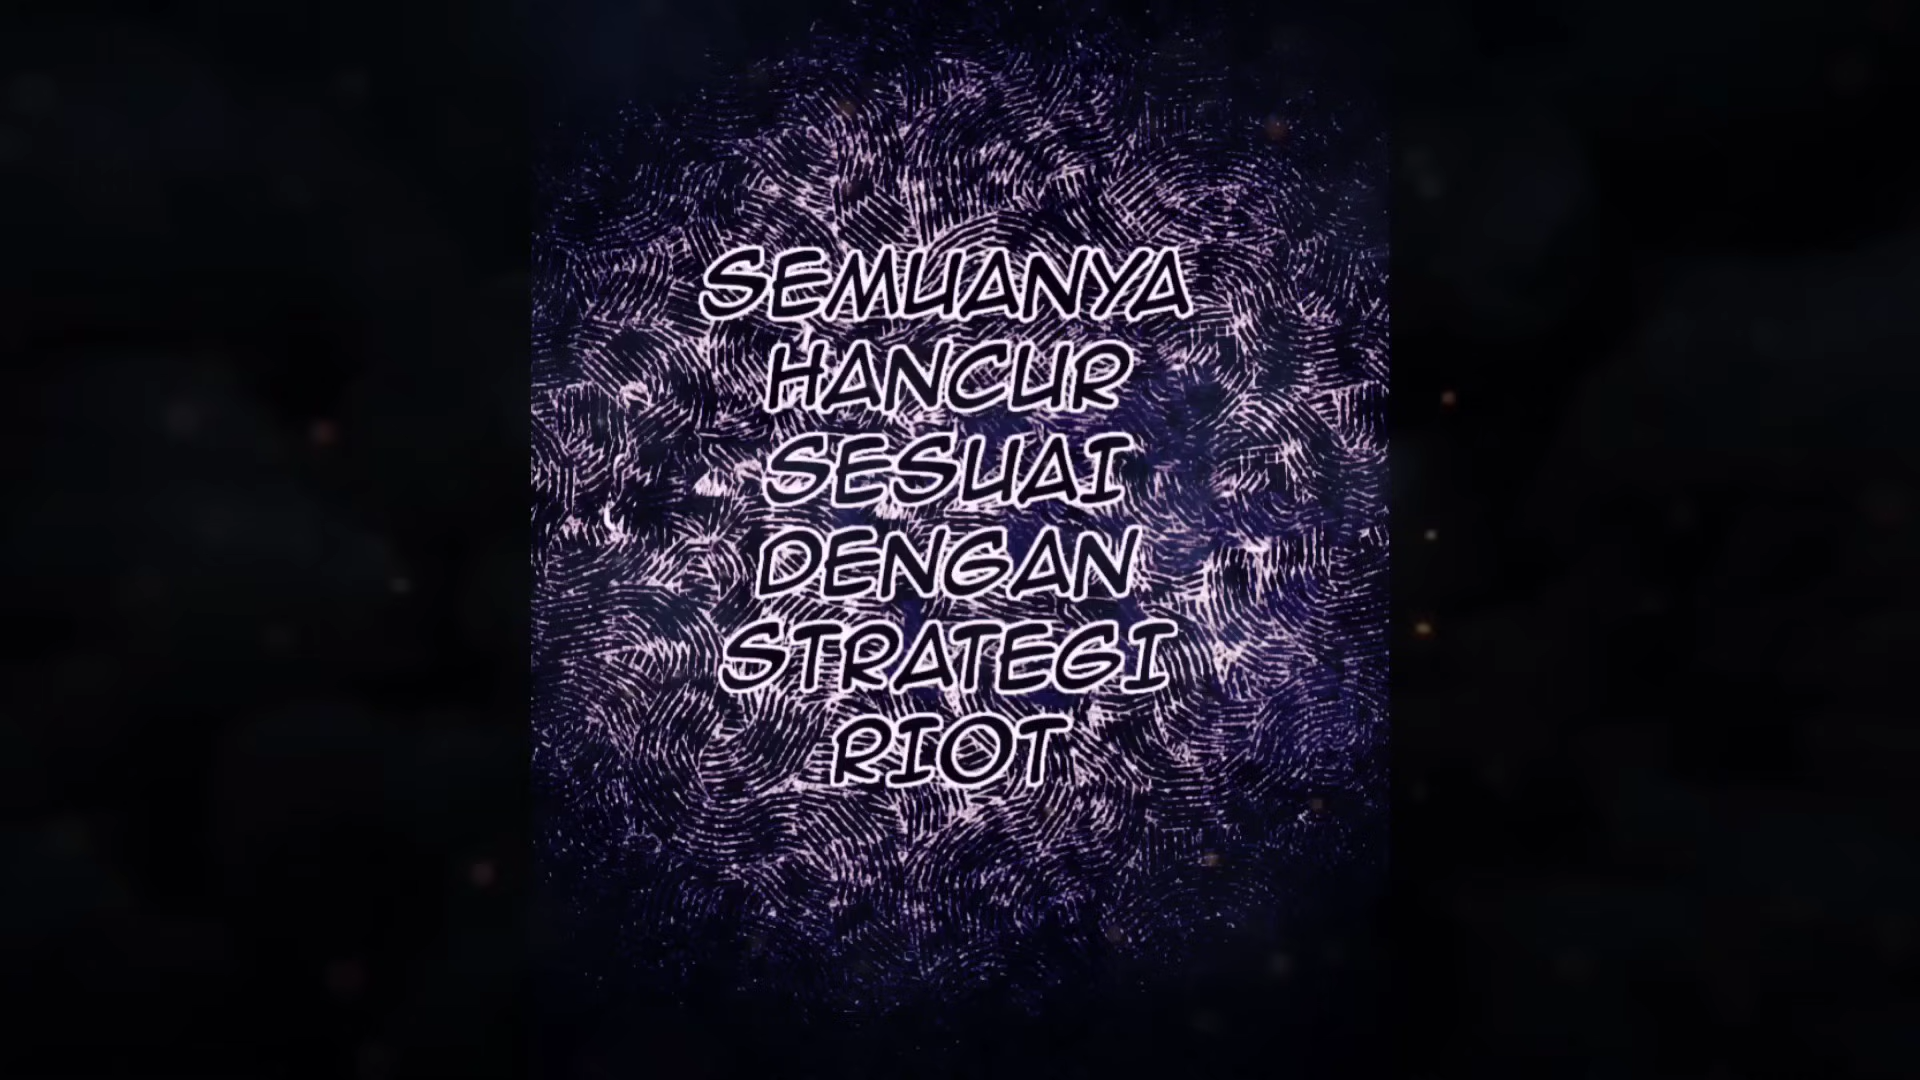 SEMUANYA
HANCUR
SESUAI
DENGAN
STRATEGI
RIOT